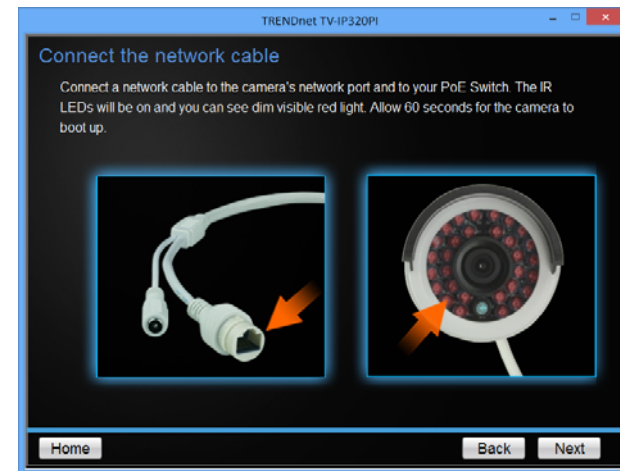 TRENDnet TV-IP320PI
Connect the network cable
Connect a network cable to the camera's network port and to your PoE Switch. The IR
LEDs will be on and you can see dim visible red light. Allow 60 seconds for the camera to
boot up.
Home
Back
Next